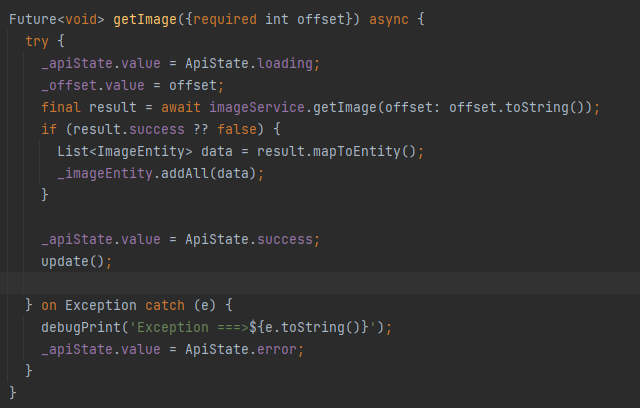 Future<void> getImage({required int offset}) async {
try {
_apiState.value = ApiState.loading;
_offset.value = offset;
final result = await imageService.getImage(offset: offset.toString());
if (result.success ?? false) {
List<ImageEntity> data = result.mapToEntity();
_imageEntity.addAll(data);
}
_apiState.value = ApiState.success;
update();
} on Exception catch (e) {
debugPrint('Exception ===>${e.toString()}');
_apiState.value = ApiState.error;
}
}